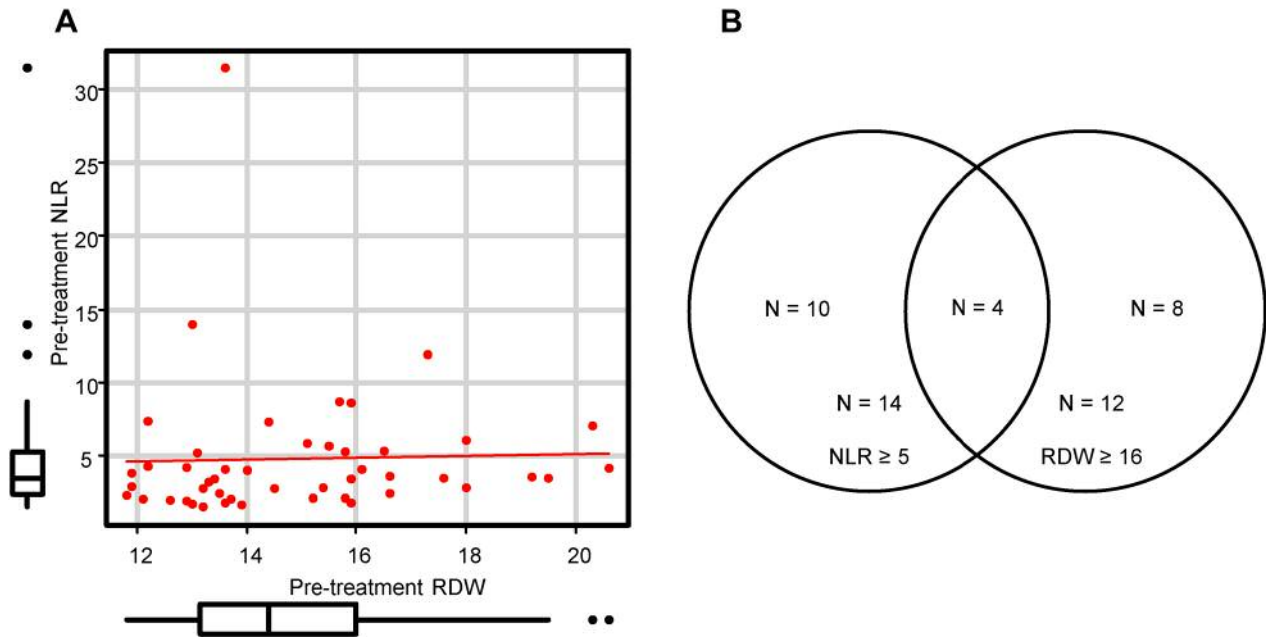 A
30
25
20
15
10
5
Pre-treatment NLR
12
14
16
18
20
Pre-treatment RDW
B
N = 10
N = 4
N = 8
N = 14
N = 12
NLR ≥ 5
RDW ≥ 16